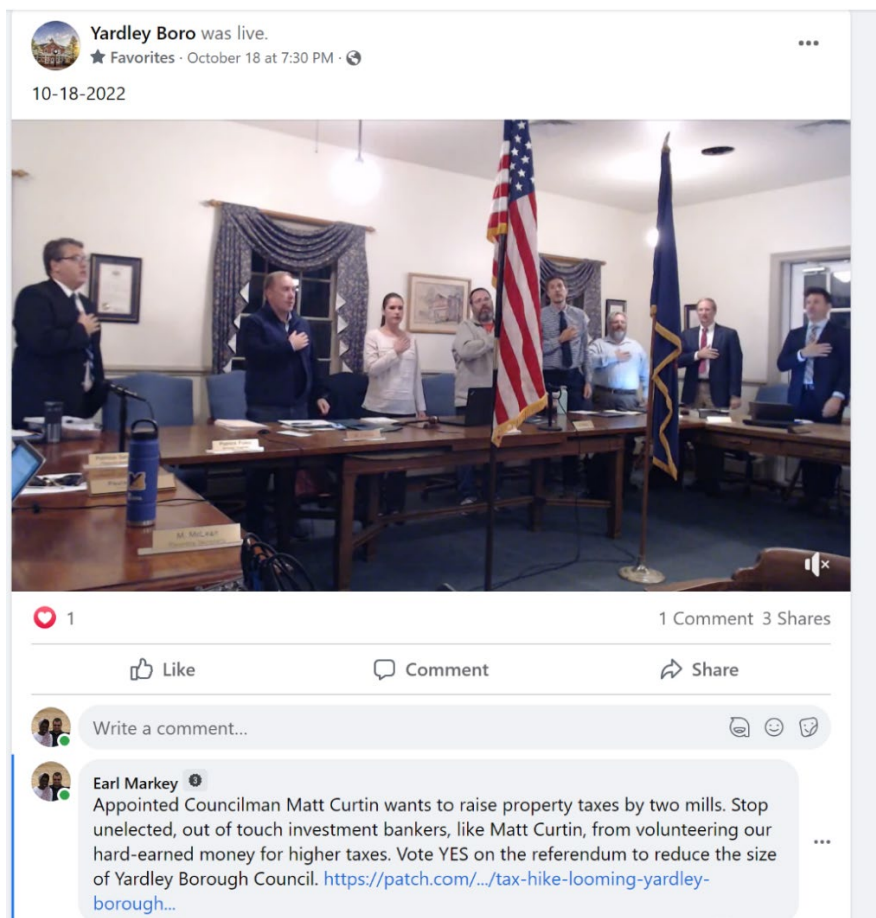 Yardley Boro was live.
Favorites · October 18 at 7:30 PM ·
10-18-2022
M. McLean
1
1 Comment 3 Shares
Like
Comment
Share
Write a comment...
Earl Markey
Appointed Councilman Matt Curtin wants to raise property taxes by two mills. Stop
unelected, out of touch investment bankers, like Matt Curtin, from volunteering our
hard-earned money for higher taxes. Vote YES on the referendum to reduce the size
of Yardley Borough Council. https://patch.com/.../tax-hike-looming-yardley-
borough...